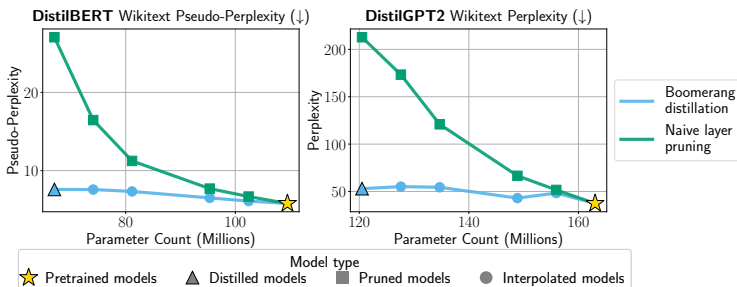 DistilBERT Wikitext Pseudo-Perplexity (↓)
Pseudo-Perplexity
20
10
80
100
Parameter Count (Millions)
DistilGPT2 Wikitext Perplexity (↓)
Perplexity
200
150
100
50
120
140
160
Parameter Count (Millions)
Boomerang
distillation
Naive layer
pruning
Model type
Pretrained models
Distilled models
Pruned models
Interpolated models